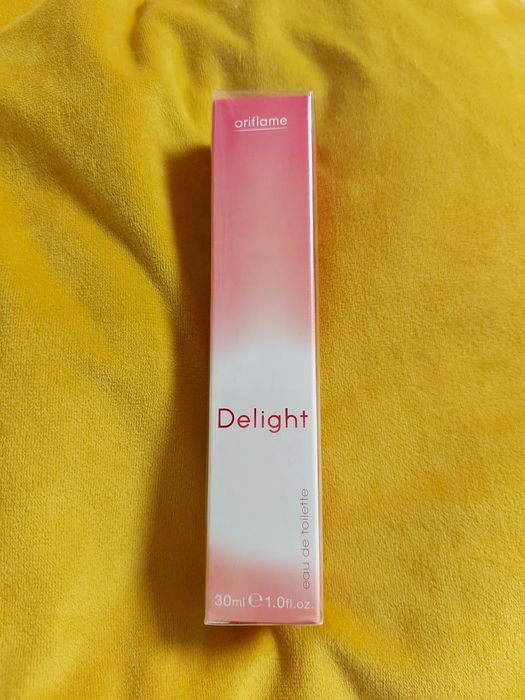 oriflame
Delight
eau de toilette
30ml ℮ 1.0fl.oz.